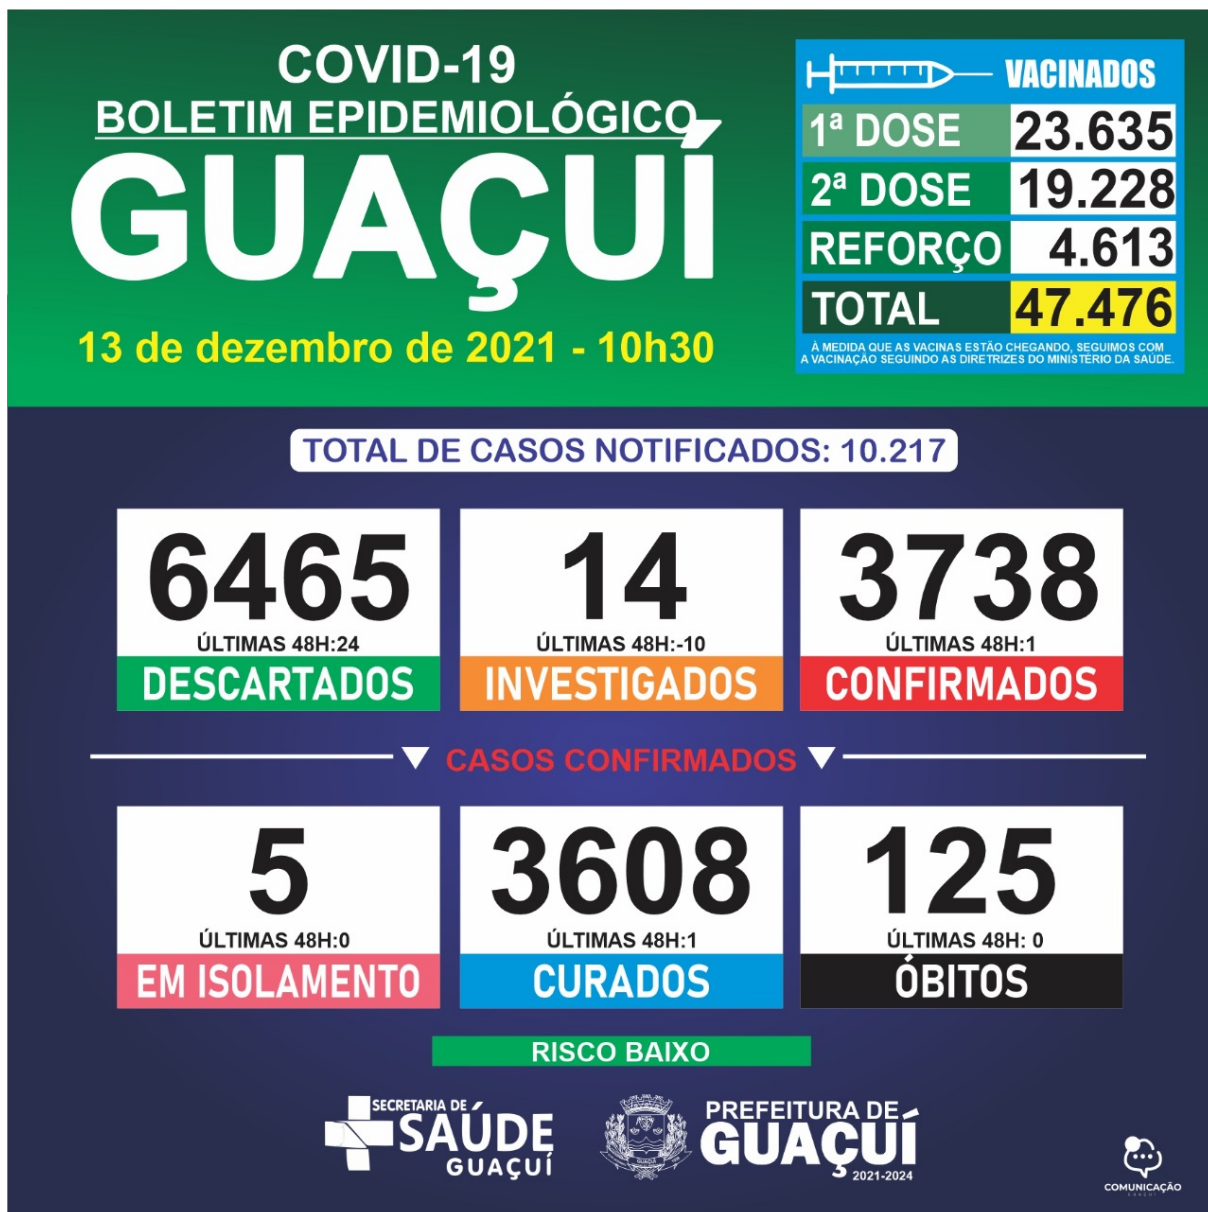 COVID-19
BOLETIM EPIDEMIOLÓGICO
GUAÇUÍ
13 de dezembro de 2021 - 10h30
VACINADOS
1ª DOSE 23.635
2ª DOSE 19.228
REFORÇO 4.613
TOTAL 47.476
À MEDIDA QUE AS VACINAS ESTÃO CHEGANDO, SEGUIMOS COM
A VACINAÇÃO SEGUINDO AS DIRETRIZES DO MINISTÉRIO DA SAÚDE.
TOTAL DE CASOS NOTIFICADOS: 10.217
6465
ÚLTIMAS 48H:24
DESCARTADOS
14
ÚLTIMAS 48H:-10
INVESTIGADOS
3738
ÚLTIMAS 48H:1
CONFIRMADOS
CASOS CONFIRMADOS
5
ÚLTIMAS 48H:0
EM ISOLAMENTO
3608
ÚLTIMAS 48H:1
CURADOS
125
ÚLTIMAS 48H: 0
ÓBITOS
RISCO BAIXO
SECRETARIA DE
SAÚDE
GUAÇUÍ
GUAÇUÍ
PREFEITURA DE
GUAÇUÍ
2021-2024
COMUNICAÇÃO
GUAÇUÍ